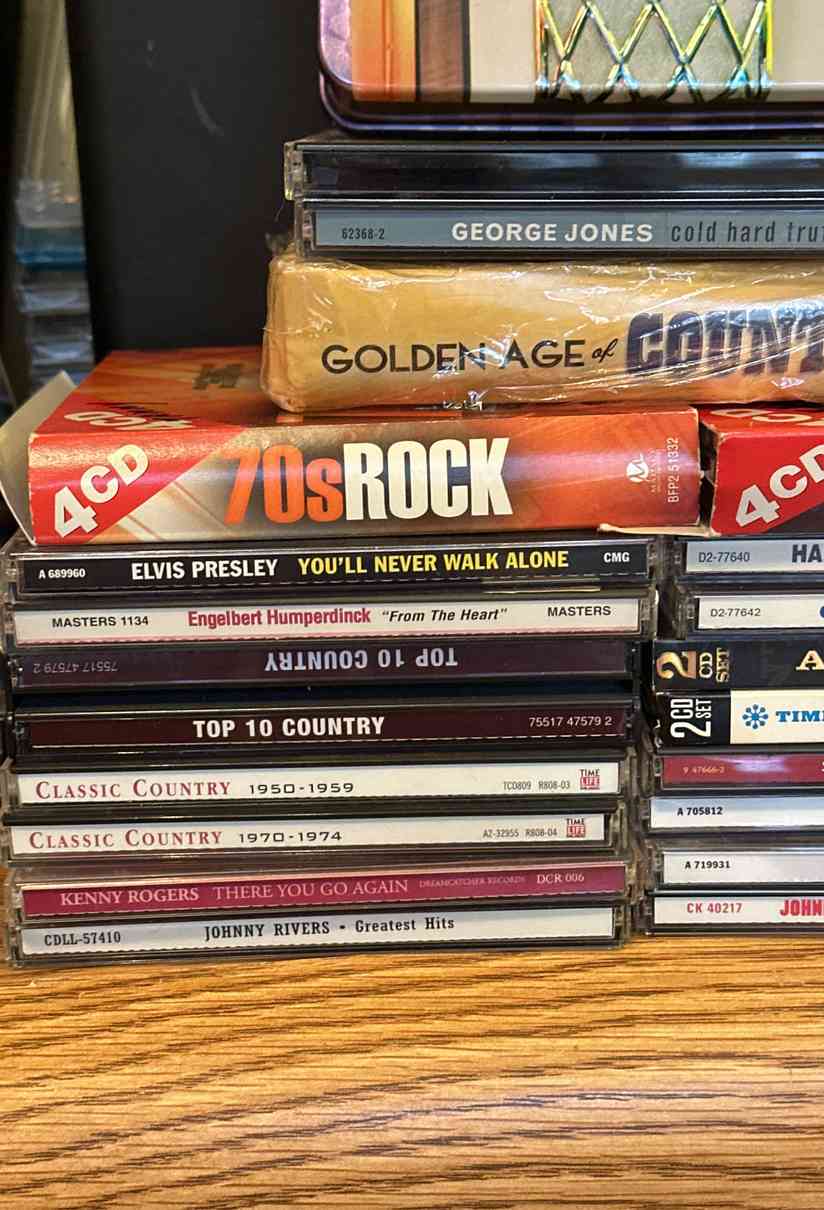 62368-2 GEORGE JONES cold hard
GOLDEN AGE of
4CD
4CD 70sROCK BFP2 51332
4CD
A 689960 ELVIS PRESLEY YOU'LL NEVER WALK ALONE CMG
MASTERS 1134 Engelbert Humperdinck "From The Heart" MASTERS
TOP 10 COUNTRY 75517 47579 2
TOP 10 COUNTRY 75517 47579 2
CLASSIC COUNTRY 1950-1959 TCD809 R808-03 TIME LIFE
CLASSIC COUNTRY 1970-1974 A2-32955 R808-04 TIME LIFE
KENNY ROGERS THERE YOU GO AGAIN DREAMCATCHER RECORDS DCR 006
CDLL-57410 JOHNNY RIVERS - Greatest Hits
D2-77640
D2-77642
2 CD SET
2 CD SET
9 47666-2
A 705812
A 719931
CK 40217